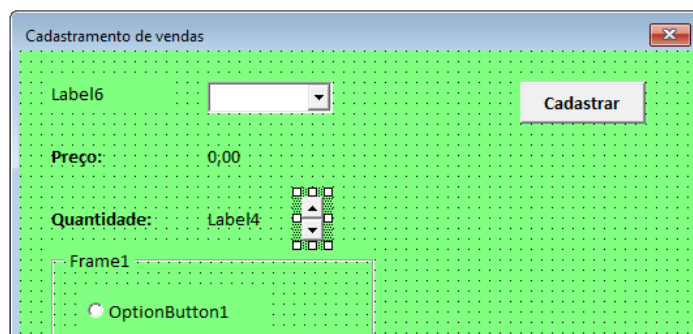 Cadastramento de vendas
Label6
Cadastrar
Preço: 0,00
Quantidade: Label4
Frame1
OptionButton1